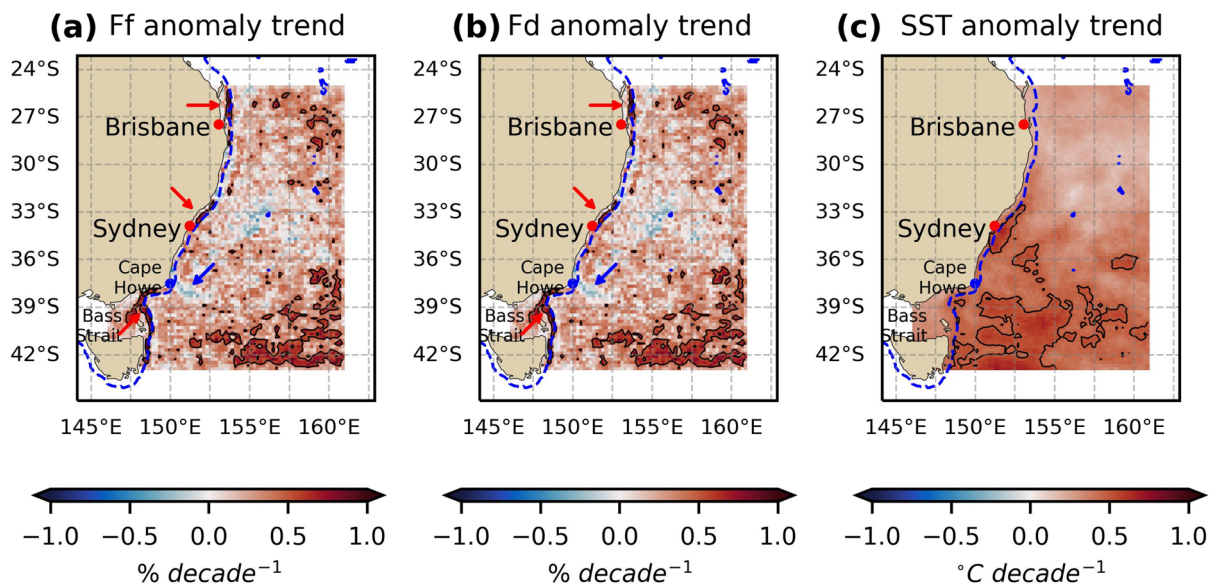 (a) Ff anomaly trend
24°S
27°S
30°S
33°S
36°S
39°S
42°S
Brisbane
Sydney
Cape
Howe
Bass
Strait
145°E 150°E 155°E 160°E
−1.0 −0.5 0.0 0.5 1.0
% decade⁻¹
(b) Fd anomaly trend
24°S
27°S
30°S
33°S
36°S
39°S
42°S
Brisbane
Sydney
Cape
Howe
Bass
Strait
145°E 150°E 155°E 160°E
−1.0 −0.5 0.0 0.5 1.0
% decade⁻¹
(c) SST anomaly trend
24°S
27°S
30°S
33°S
36°S
39°S
42°S
Brisbane
Sydney
Cape
Howe
Bass
Strait
145°E 150°E 155°E 160°E
−1.0 −0.5 0.0 0.5 1.0
°C decade⁻¹